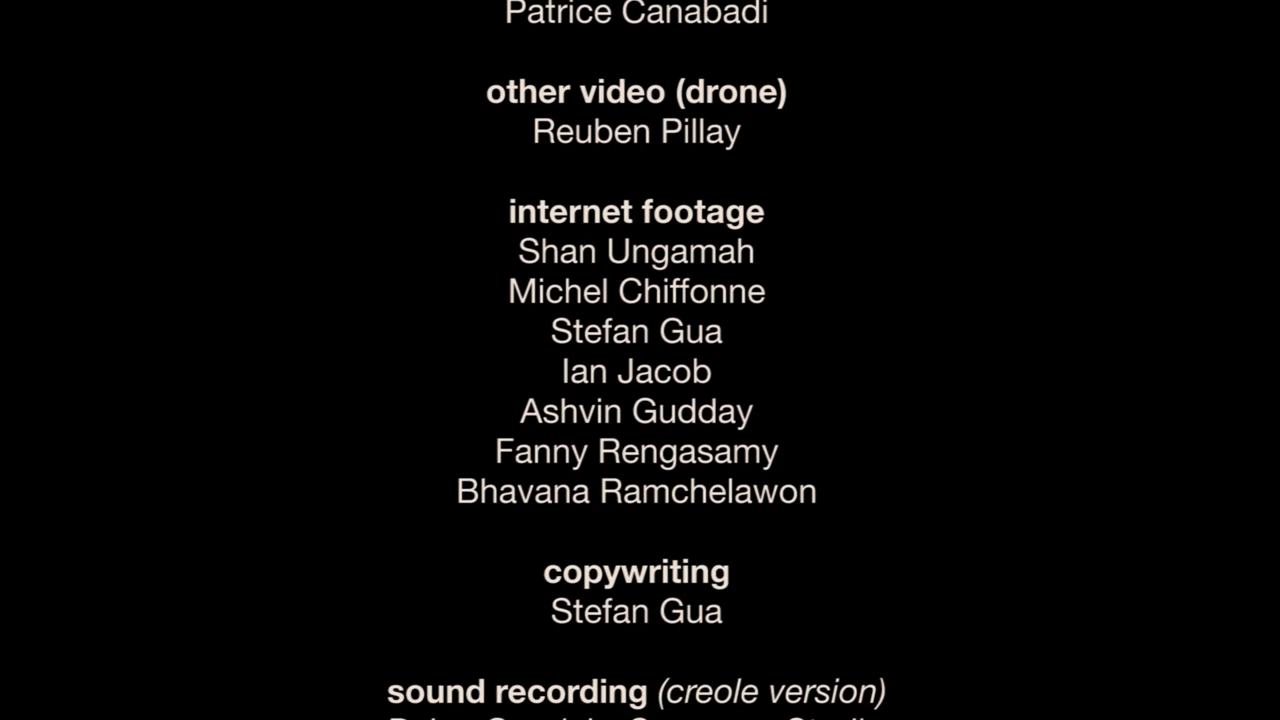 Patrice Canabadi
other video (drone)
Reuben Pillay
internet footage
Shan Ungamah
Michel Chiffonne
Stefan Gua
Ian Jacob
Ashvin Gudday
Fanny Rengasamy
Bhavana Ramchelawon
copywriting
Stefan Gua
sound recording (creole version)